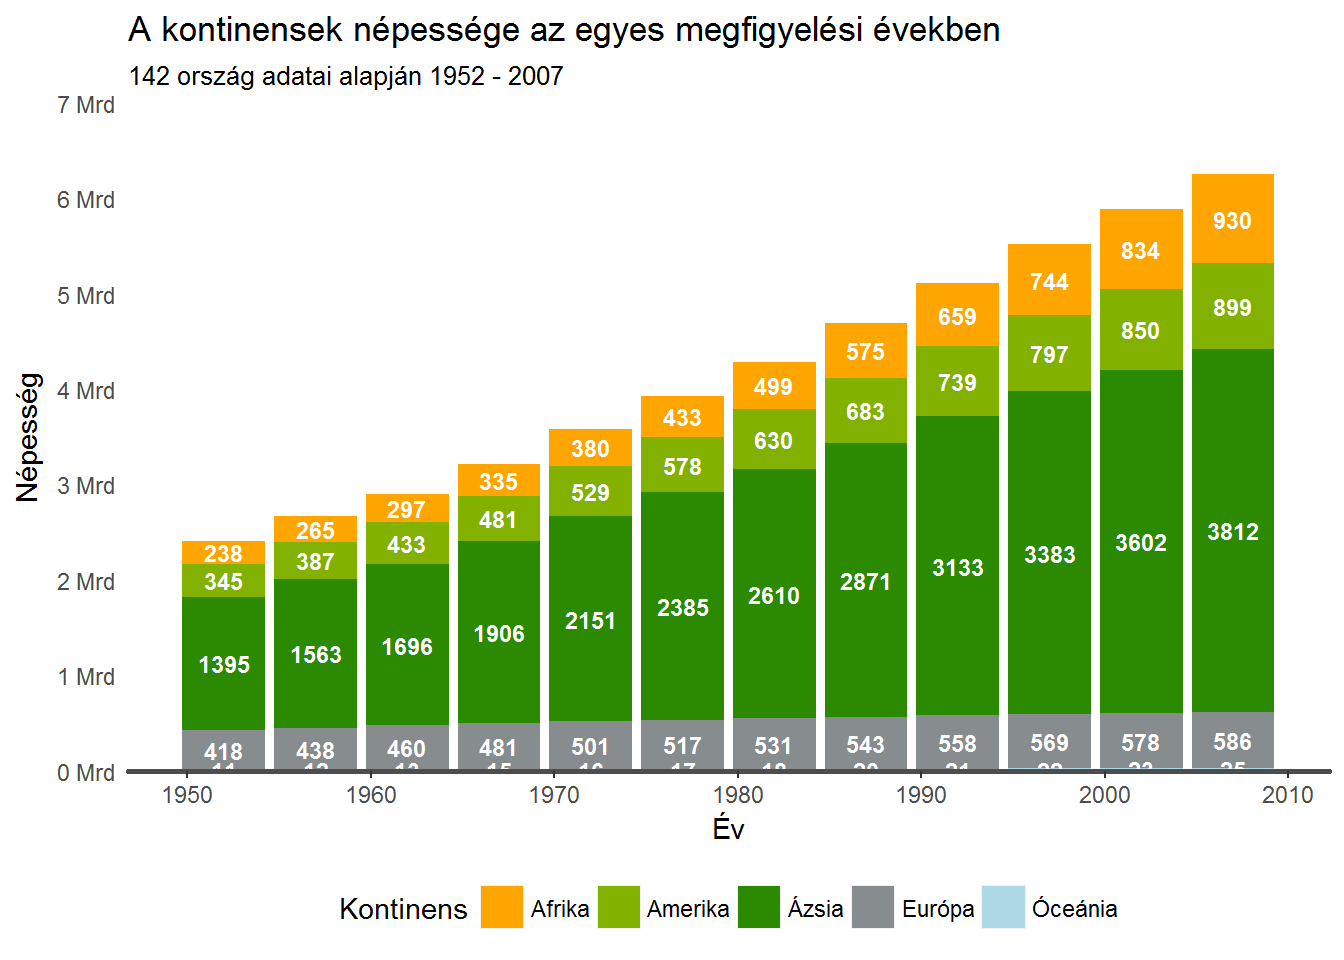 A kontinensek népessége az egyes megfigyelési években
142 ország adatai alapján 1952 - 2007
7 Mrd
6 Mrd
5 Mrd
4 Mrd
3 Mrd
2 Mrd
1 Mrd
0 Mrd
Népesség
238 265 297 335 380 433 499 575 659 744 834 930
345 387 433 481 529 578 630 683 739 797 850 899
1395 1563 1696 1906 2151 2385 2610 2871 3133 3383 3602 3812
418 438 460 481 501 517 531 543 558 569 578 586
1950 1960 1970 1980 1990 2000 2010
Év
Kontinens Afrika Amerika Ázsia Európa Óceánia